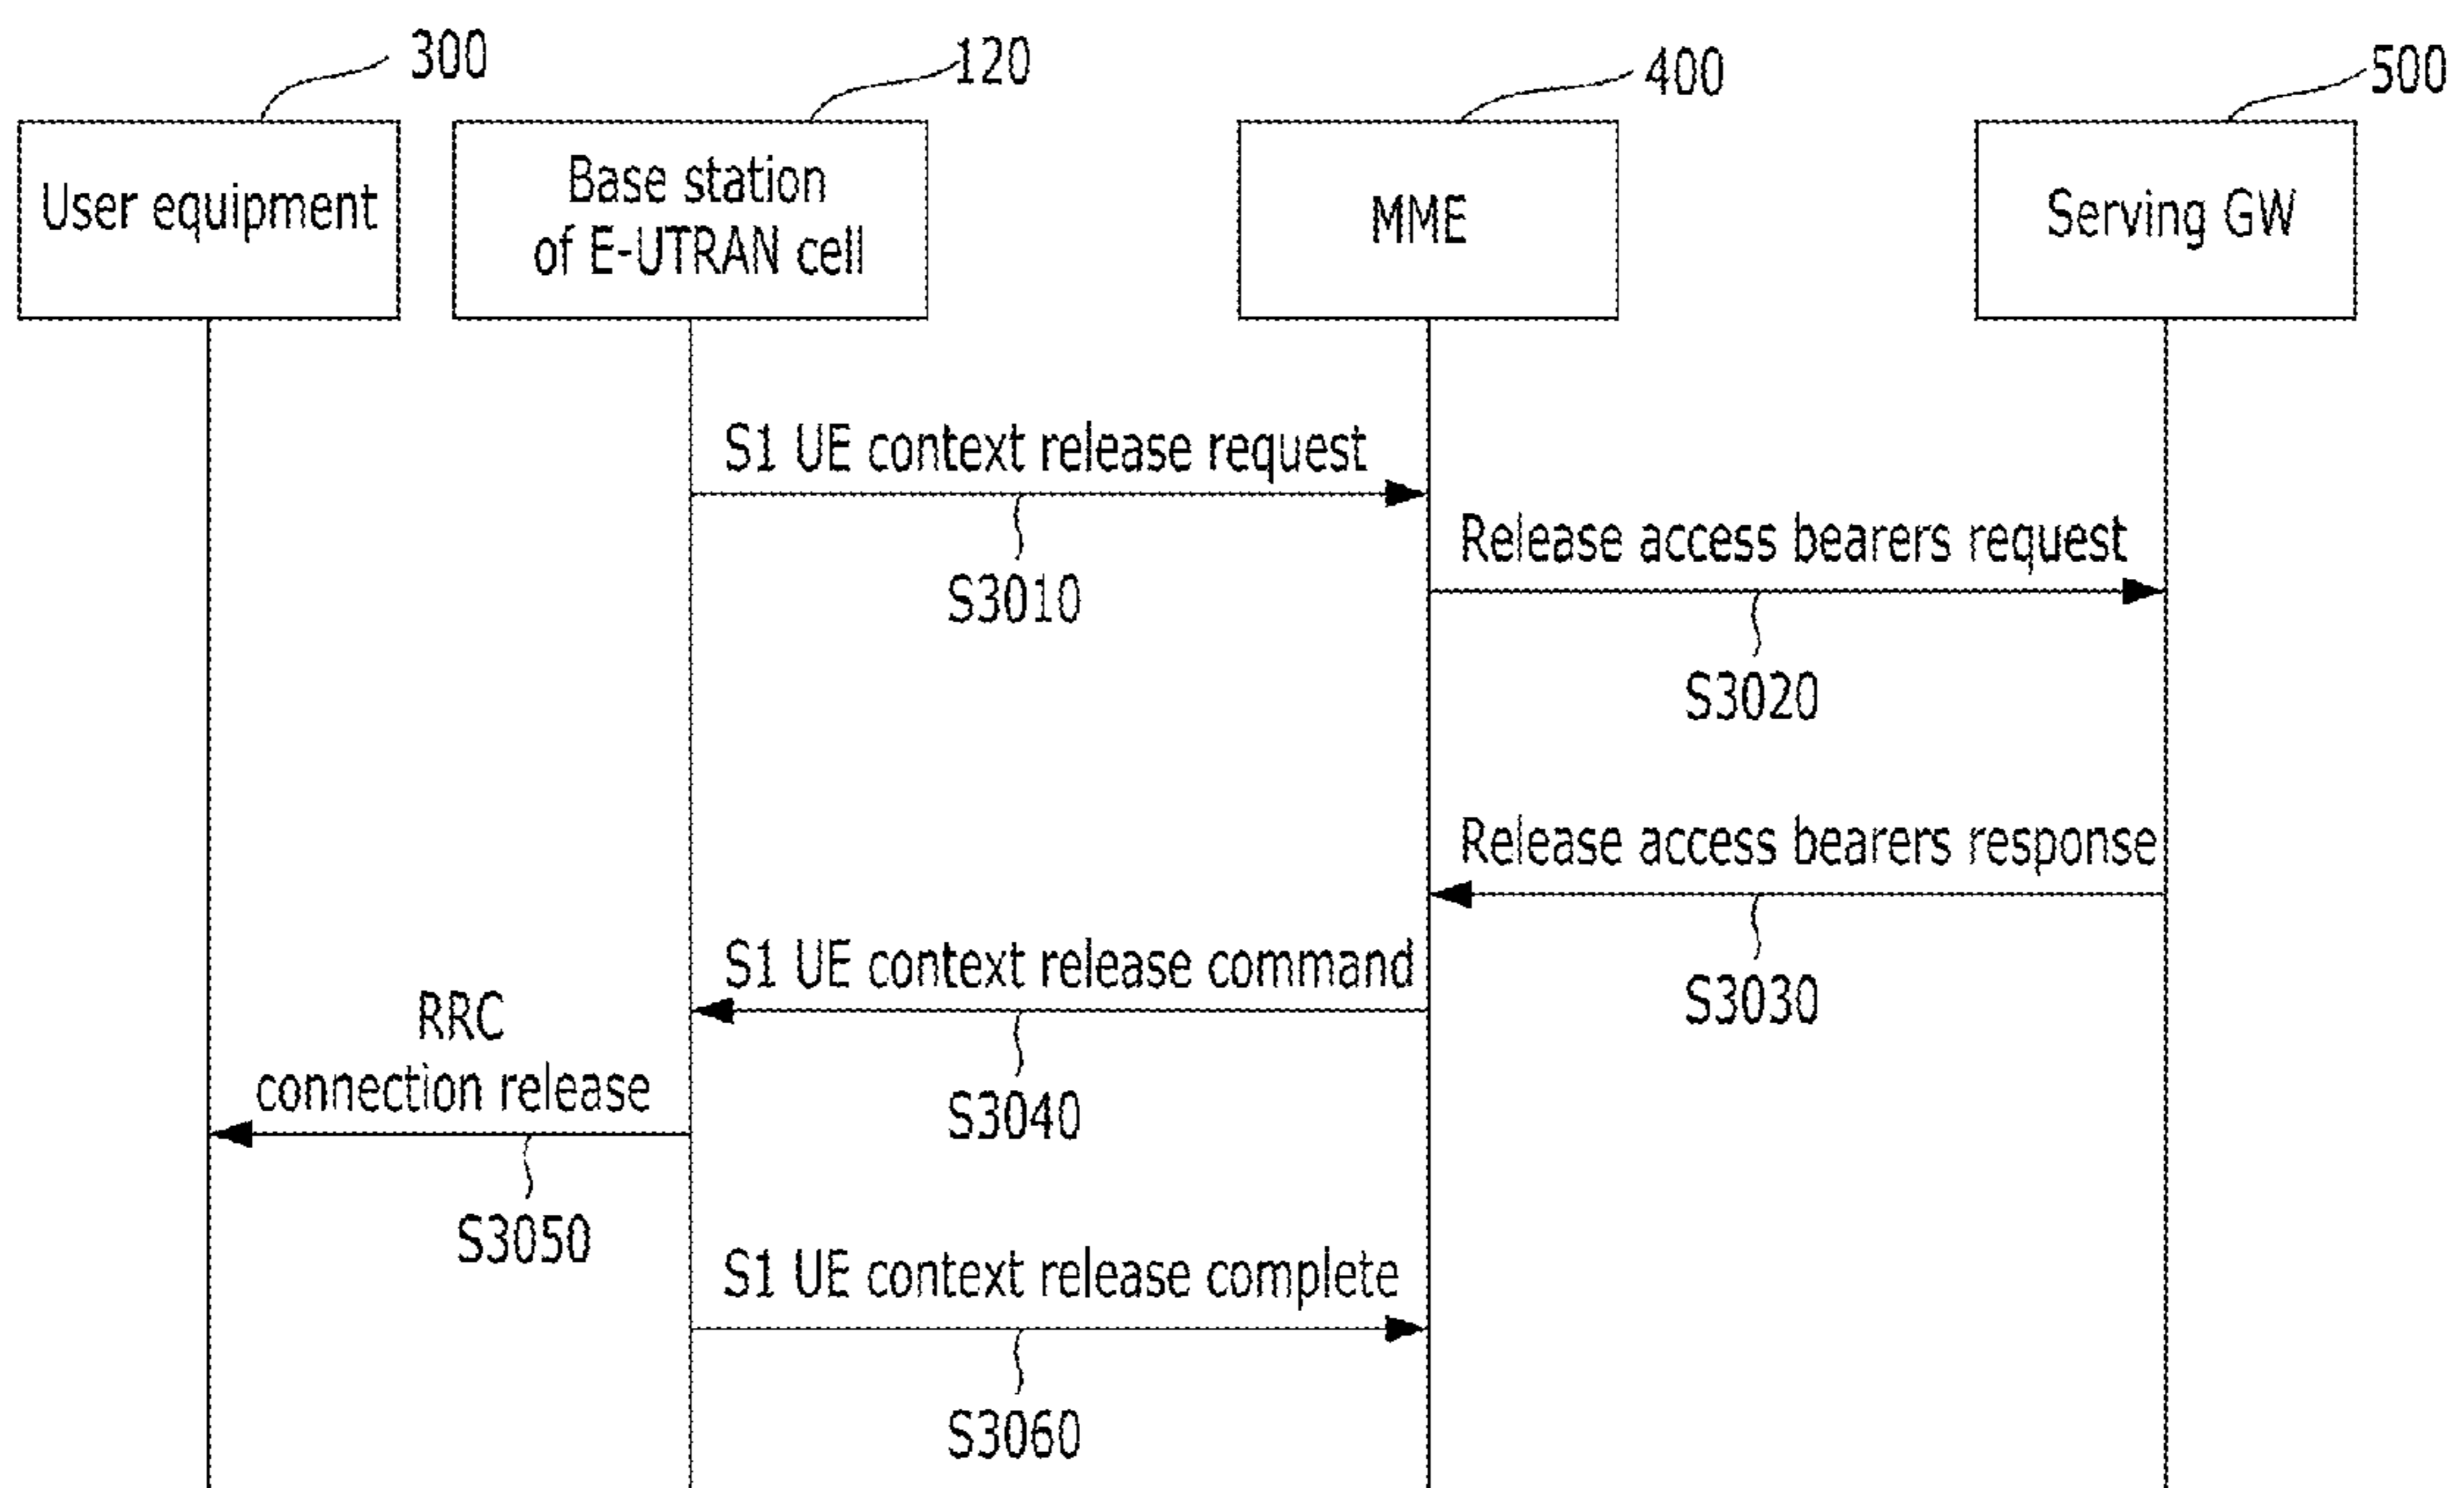 300
120
400
500
User equipment
Base station
of E-UTRAN cell
MME
Serving GW
S1 UE context release request
S3010
Release access bearers request
S3020
Release access bearers response
S3030
S1 UE context release command
S3040
RRC
connection release
S3050
S1 UE context release complete
S3060